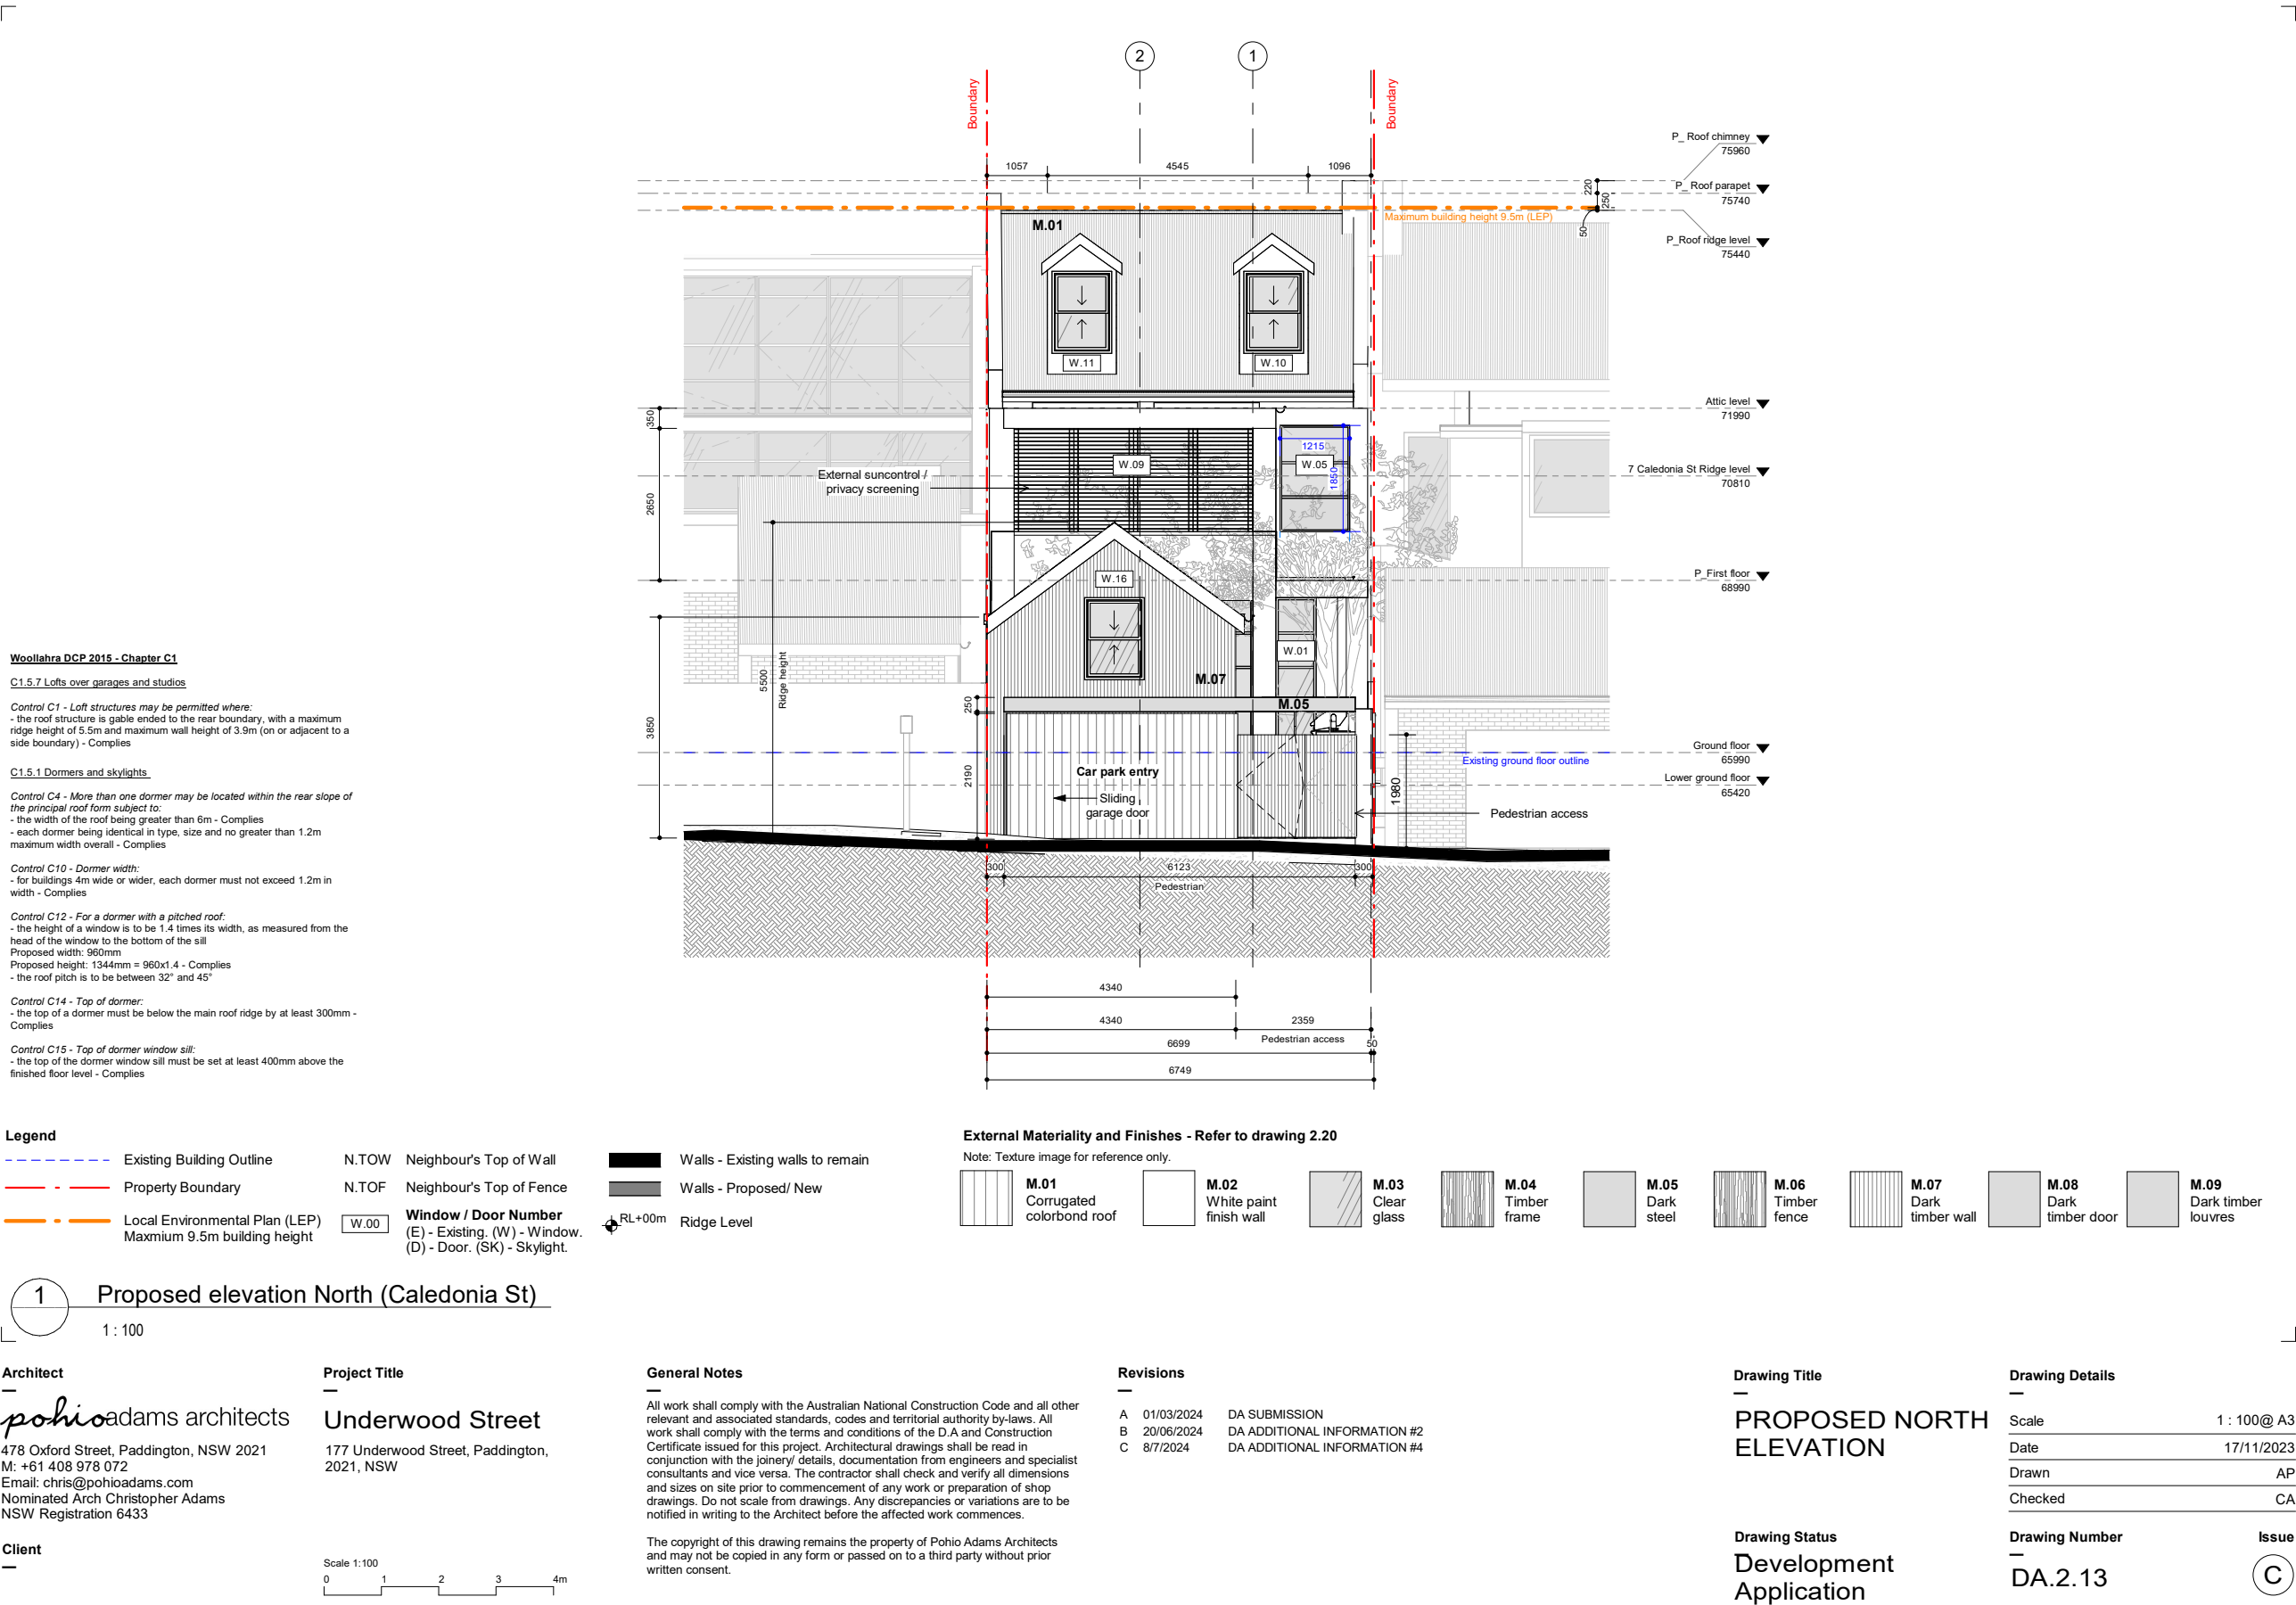 2
1
Boundary
Boundary
1057
4545
1096
P_ Roof chimney
75960
P_ Roof parapet
75740
P_Roof ridge level
75440
220
250
50
Maximum building height 9.5m (LEP)
M.01
W.11
W.10
Attic level
71990
350
2650
3850
1215
W.09
W.05
1850
External suncontrol /
privacy screening
7 Caledonia St Ridge level
70810
P_First floor
68990
W.16
W.01
5500
Ridge height
M.07
M.05
250
2190
Ground floor
65990
Existing ground floor outline
Lower ground floor
65420
Car park entry
Sliding
garage door
1980
Pedestrian access
300
6123
300
Pedestrian
4340
4340
2359
Pedestrian access
6699
50
6749
Woollahra DCP 2015 - Chapter C1
C1.5.7 Lofts over garages and studios
Control C1 - Loft structures may be permitted where:
- the roof structure is gable ended to the rear boundary, with a maximum
ridge height of 5.5m and maximum wall height of 3.9m (on or adjacent to a
side boundary) - Complies
C1.5.1 Dormers and skylights
Control C4 - More than one dormer may be located within the rear slope of
the principal roof form subject to:
- the width of the roof being greater than 6m - Complies
- each dormer being identical in type, size and no greater than 1.2m
maximum width overall - Complies
Control C10 - Dormer width:
- for buildings 4m wide or wider, each dormer must not exceed 1.2m in
width - Complies
Control C12 - For a dormer with a pitched roof:
- the height of a window is to be 1.4 times its width, as measured from the
head of the window to the bottom of the sill
Proposed width: 960mm
Proposed height: 1344mm = 960x1.4 - Complies
- the roof pitch is to be between 32° and 45°
Control C14 - Top of dormer:
- the top of a dormer must be below the main roof ridge by at least 300mm -
Complies
Control C15 - Top of dormer window sill:
- the top of the dormer window sill must be set at least 400mm above the
finished floor level - Complies
Legend
Existing Building Outline
Property Boundary
Local Environmental Plan (LEP)
Maxmium 9.5m building height
N.TOW Neighbour's Top of Wall
N.TOF Neighbour's Top of Fence
W.00
Window / Door Number
(E) - Existing. (W) - Window.
(D) - Door. (SK) - Skylight.
Walls - Existing walls to remain
Walls - Proposed/ New
RL+00m Ridge Level
External Materiality and Finishes - Refer to drawing 2.20
Note: Texture image for reference only.
M.01
Corrugated
colorbond roof
M.02
White paint
finish wall
M.03
Clear
glass
M.04
Timber
frame
M.05
Dark
steel
M.06
Timber
fence
M.07
Dark
timber wall
M.08
Dark
timber door
M.09
Dark timber
louvres
1
Proposed elevation North (Caledonia St)
1 : 100
Architect
pohioadams architects
478 Oxford Street, Paddington, NSW 2021
M: +61 408 978 072
Email: chris@pohioadams.com
Nominated Arch Christopher Adams
NSW Registration 6433
Client
Project Title
Underwood Street
177 Underwood Street, Paddington,
2021, NSW
Scale 1:100
0 1 2 3 4m
General Notes
All work shall comply with the Australian National Construction Code and all other
relevant and associated standards, codes and territorial authority by-laws. All
work shall comply with the terms and conditions of the D.A and Construction
Certificate issued for this project. Architectural drawings shall be read in
conjunction with the joinery/ details, documentation from engineers and specialist
consultants and vice versa. The contractor shall check and verify all dimensions
and sizes on site prior to commencement of any work or preparation of shop
drawings. Do not scale from drawings. Any discrepancies or variations are to be
notified in writing to the Architect before the affected work commences.
The copyright of this drawing remains the property of Pohio Adams Architects
and may not be copied in any form or passed on to a third party without prior
written consent.
Revisions
A 01/03/2024 DA SUBMISSION
B 20/06/2024 DA ADDITIONAL INFORMATION #2
C 8/7/2024 DA ADDITIONAL INFORMATION #4
Drawing Title
PROPOSED NORTH
ELEVATION
Drawing Status
Development
Application
Drawing Details
Scale 1 : 100@ A3
Date 17/11/2023
Drawn AP
Checked CA
Drawing Number
DA.2.13
Issue
C